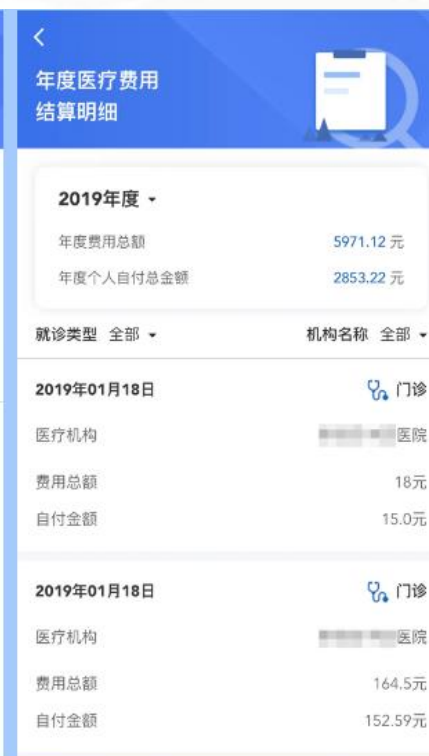 年度医疗费用
结算明细
2019年度
年度费用总额 5971.12 元
年度个人自付总金额 2853.22 元
就诊类型 全部 机构名称 全部
2019年01月18日 门诊
医疗机构 医院
费用总额 18元
自付金额 15.0元
2019年01月18日 门诊
医疗机构 医院
费用总额 164.5元
自付金额 152.59元